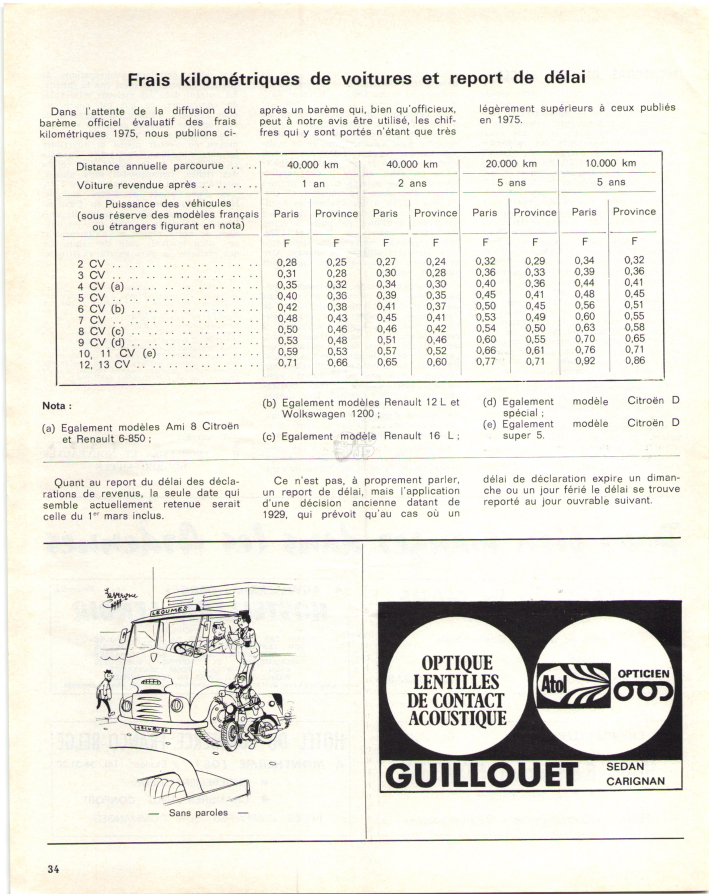 Frais kilométriques de voitures et report de délai
Dans l'attente de la diffusion du
barème officiel évaluatif des frais
kilométriques 1975, nous publions ci-
après un barème qui, bien qu'officieux,
peut à notre avis être utilisé, les chif-
fres qui y sont portés n'étant que très
légèrement supérieurs à ceux publiés
en 1975.
Distance annuelle parcourue . . . . 40.000 km 40.000 km 20.000 km 10.000 km
Voiture revendue après . . . . . . . 1 an 2 ans 5 ans 5 ans
Puissance des véhicules
(sous réserve des modèles français
ou étrangers figurant en nota)
Paris Province Paris Province Paris Province Paris Province
F F F F F F F F
2 CV 0,28 0,25 0,27 0,24 0,32 0,29 0,34 0,32
3 CV 0,31 0,28 0,30 0,28 0,36 0,33 0,39 0,36
4 CV (a) 0,35 0,32 0,34 0,30 0,40 0,36 0,44 0,41
5 CV 0,40 0,36 0,39 0,35 0,45 0,41 0,48 0,45
6 CV (b) 0,42 0,38 0,41 0,37 0,50 0,45 0,56 0,51
7 CV 0,48 0,43 0,45 0,41 0,53 0,49 0,60 0,55
8 CV (c) 0,50 0,46 0,46 0,42 0,54 0,50 0,63 0,58
9 CV (d) 0,53 0,48 0,51 0,46 0,60 0,55 0,70 0,65
10, 11 CV (e) 0,59 0,53 0,57 0,52 0,66 0,61 0,76 0,71
12, 13 CV 0,71 0,66 0,65 0,60 0,77 0,71 0,92 0,86
Nota :
(a) Egalement modèles Ami 8 Citroën
et Renault 6-850 ;
(b) Egalement modèles Renault 12 L et
Wolkswagen 1200 ;
(c) Egalement modèle Renault 16 L ;
(d) Egalement modèle Citroën D
spécial ;
(e) Egalement modèle Citroën D
super 5.
Quant au report du délai des décla-
rations de revenus, la seule date qui
semble actuellement retenue serait
celle du 1er mars inclus.
Ce n'est pas, à proprement parler,
un report de délai, mais l'application
d'une décision ancienne datant de
1929, qui prévoit qu'au cas où un
délai de déclaration expire un diman-
che ou un jour férié le délai se trouve
reporté au jour ouvrable suivant.
LEGUMES
— Sans paroles —
OPTIQUE
LENTILLES
DE CONTACT
ACOUSTIQUE
Atol
OPTICIEN
GUILLOUET
SEDAN
CARIGNAN
34